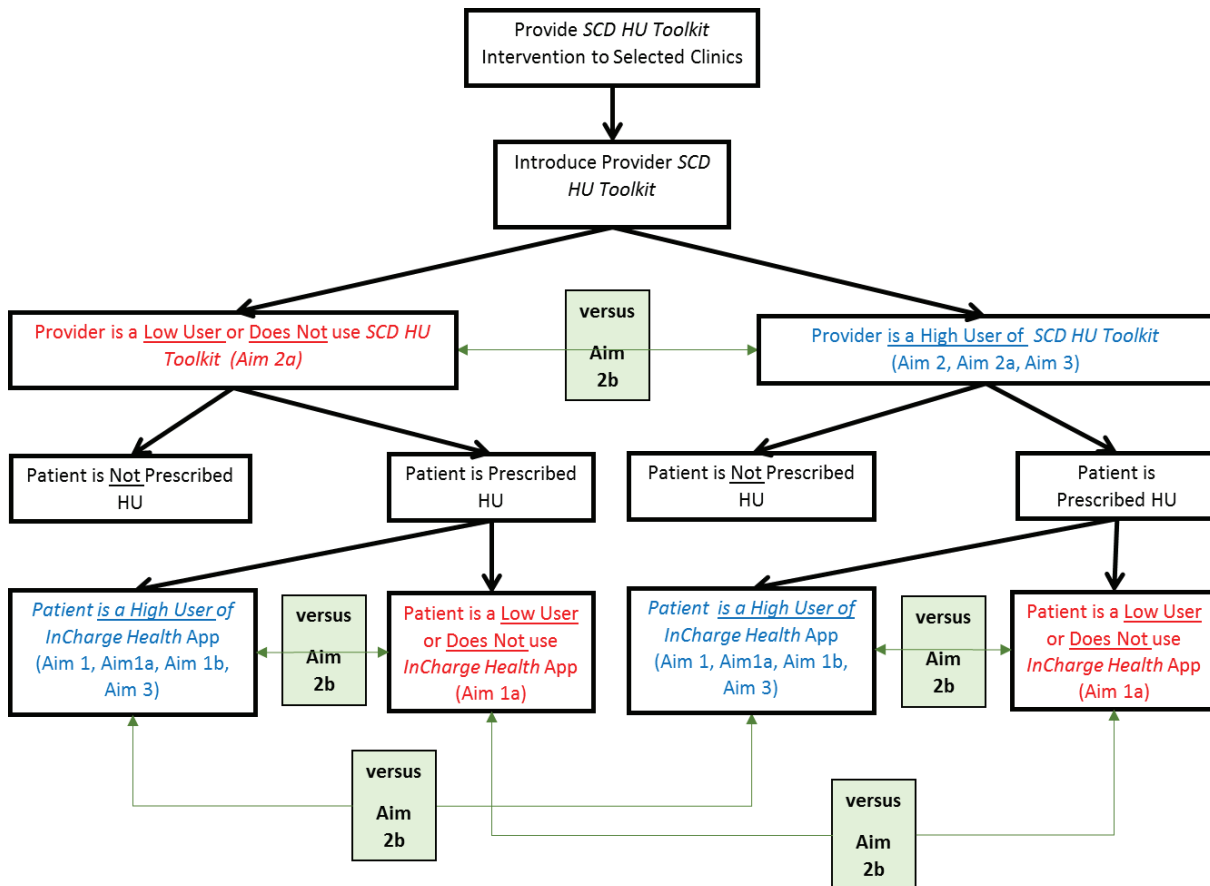 Provide SCD HU Toolkit
Intervention to Selected Clinics
Introduce Provider SCD
HU Toolkit
Provider is a Low User or Does Not use SCD HU
Toolkit (Aim 2a)
versus
Aim
2b
Provider is a High User of SCD HU Toolkit
(Aim 2, Aim 2a, Aim 3)
Patient is Not Prescribed
HU
Patient is Prescribed
HU
Patient is Not Prescribed
HU
Patient is
Prescribed HU
Patient is a High User of
InCharge Health App
(Aim 1, Aim1a, Aim 1b,
Aim 3)
versus
Aim
2b
Patient is a Low User
or Does Not use
InCharge Health App
(Aim 1a)
Patient is a High User of
InCharge Health App
(Aim 1, Aim1a, Aim 1b,
Aim 3)
versus
Aim
2b
Patient is a Low User
or Does Not use
InCharge Health App
(Aim 1a)
versus
Aim
2b
versus
Aim
2b